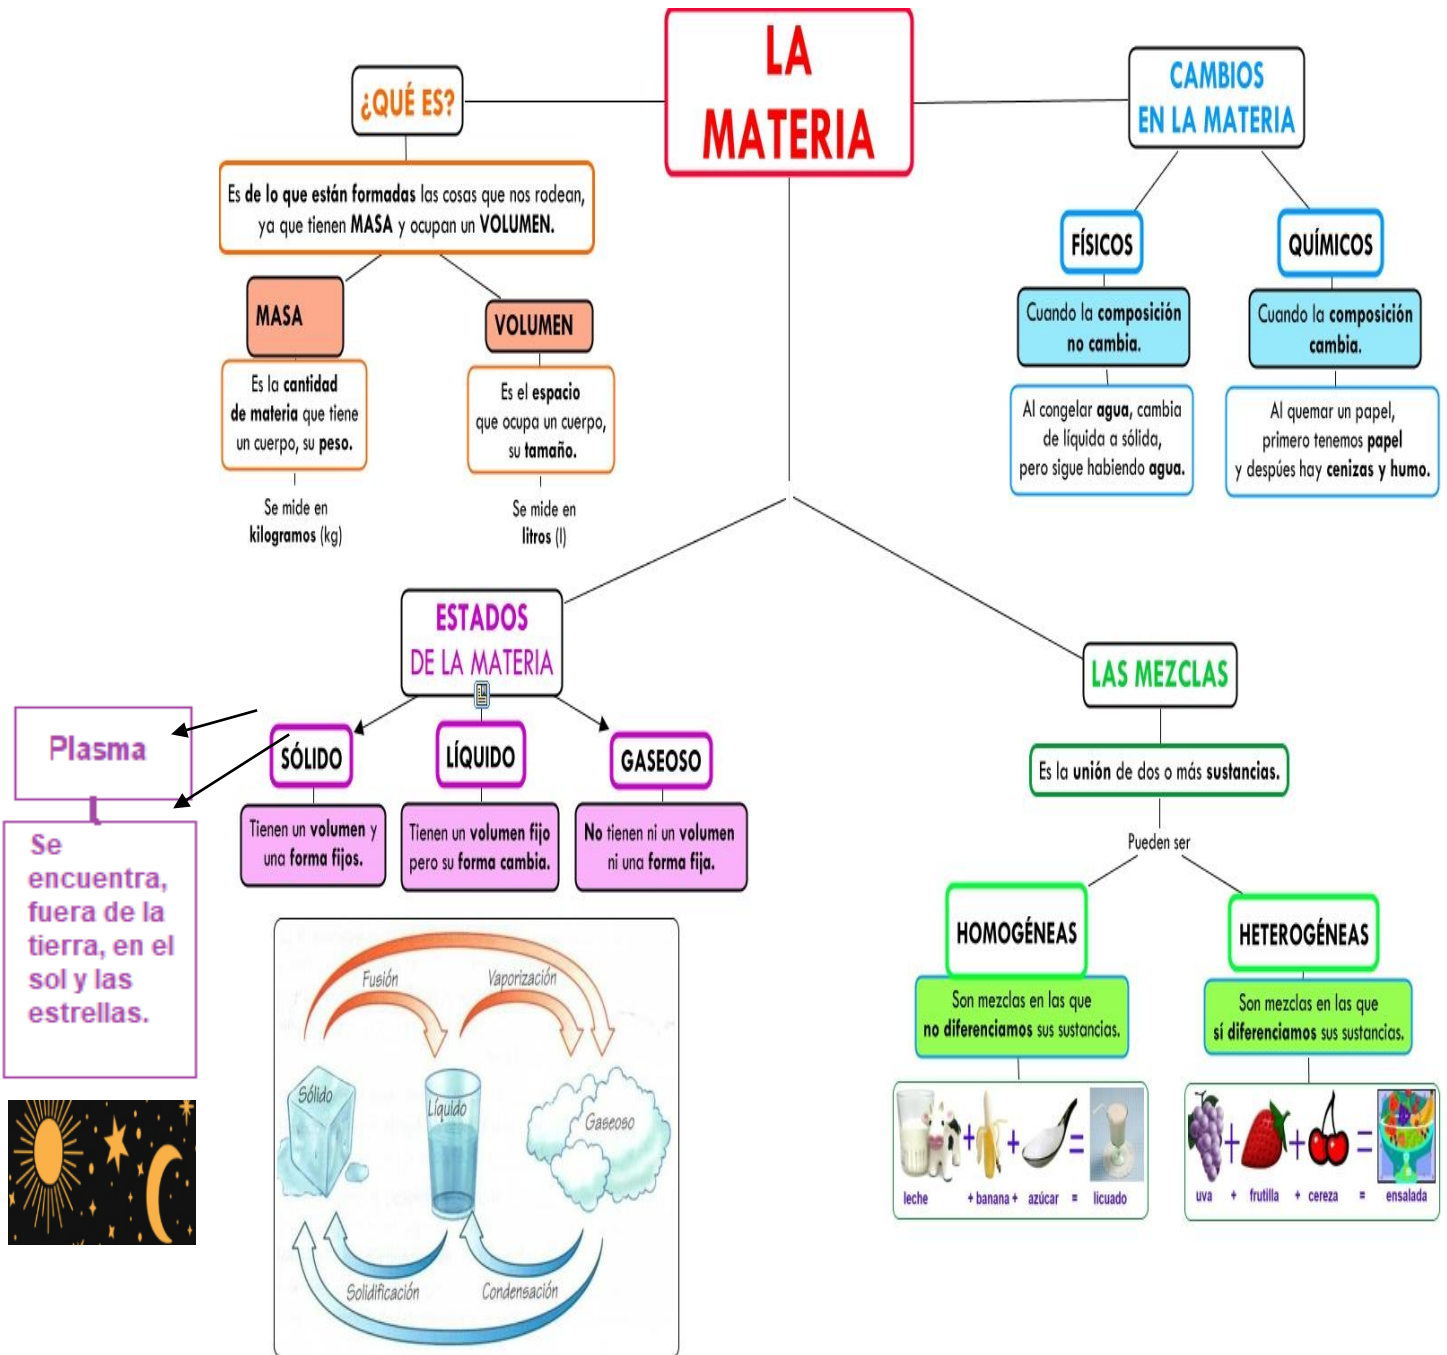 LA
MATERIA
¿QUÉ ES?
Es de lo que están formadas las cosas que nos rodean,
ya que tienen MASA y ocupan un VOLUMEN.
MASA
Es la cantidad
de materia que tiene
un cuerpo, su peso.
Se mide en
kilogramos (kg)
VOLUMEN
Es el espacio
que ocupa un cuerpo,
su tamaño.
Se mide en
litros (l)
CAMBIOS
EN LA MATERIA
FÍSICOS
Cuando la composición
no cambia.
Al congelar agua, cambia
de líquida a sólida,
pero sigue habiendo agua.
QUÍMICOS
Cuando la composición
cambia.
Al quemar un papel,
primero tenemos papel
y despúes hay cenizas y humo.
ESTADOS
DE LA MATERIA
Plasma
Se
encuentra,
fuera de la
tierra, en el
sol y las
estrellas.
SÓLIDO
Tienen un volumen y
una forma fijos.
LÍQUIDO
Tienen un volumen fijo
pero su forma cambia.
GASEOSO
No tienen ni un volumen
ni una forma fija.
Fusión
Vaporización
Sólido
Líquido
Gaseoso
Solidificación
Condensación
LAS MEZCLAS
Es la unión de dos o más sustancias.
Pueden ser
HOMOGÉNEAS
Son mezclas en las que
no diferenciamos sus sustancias.
+ + =
leche + banana + azúcar = licuado
HETEROGÉNEAS
Son mezclas en las que
sí diferenciamos sus sustancias.
+ + =
uva + frutilla + cereza = ensalada